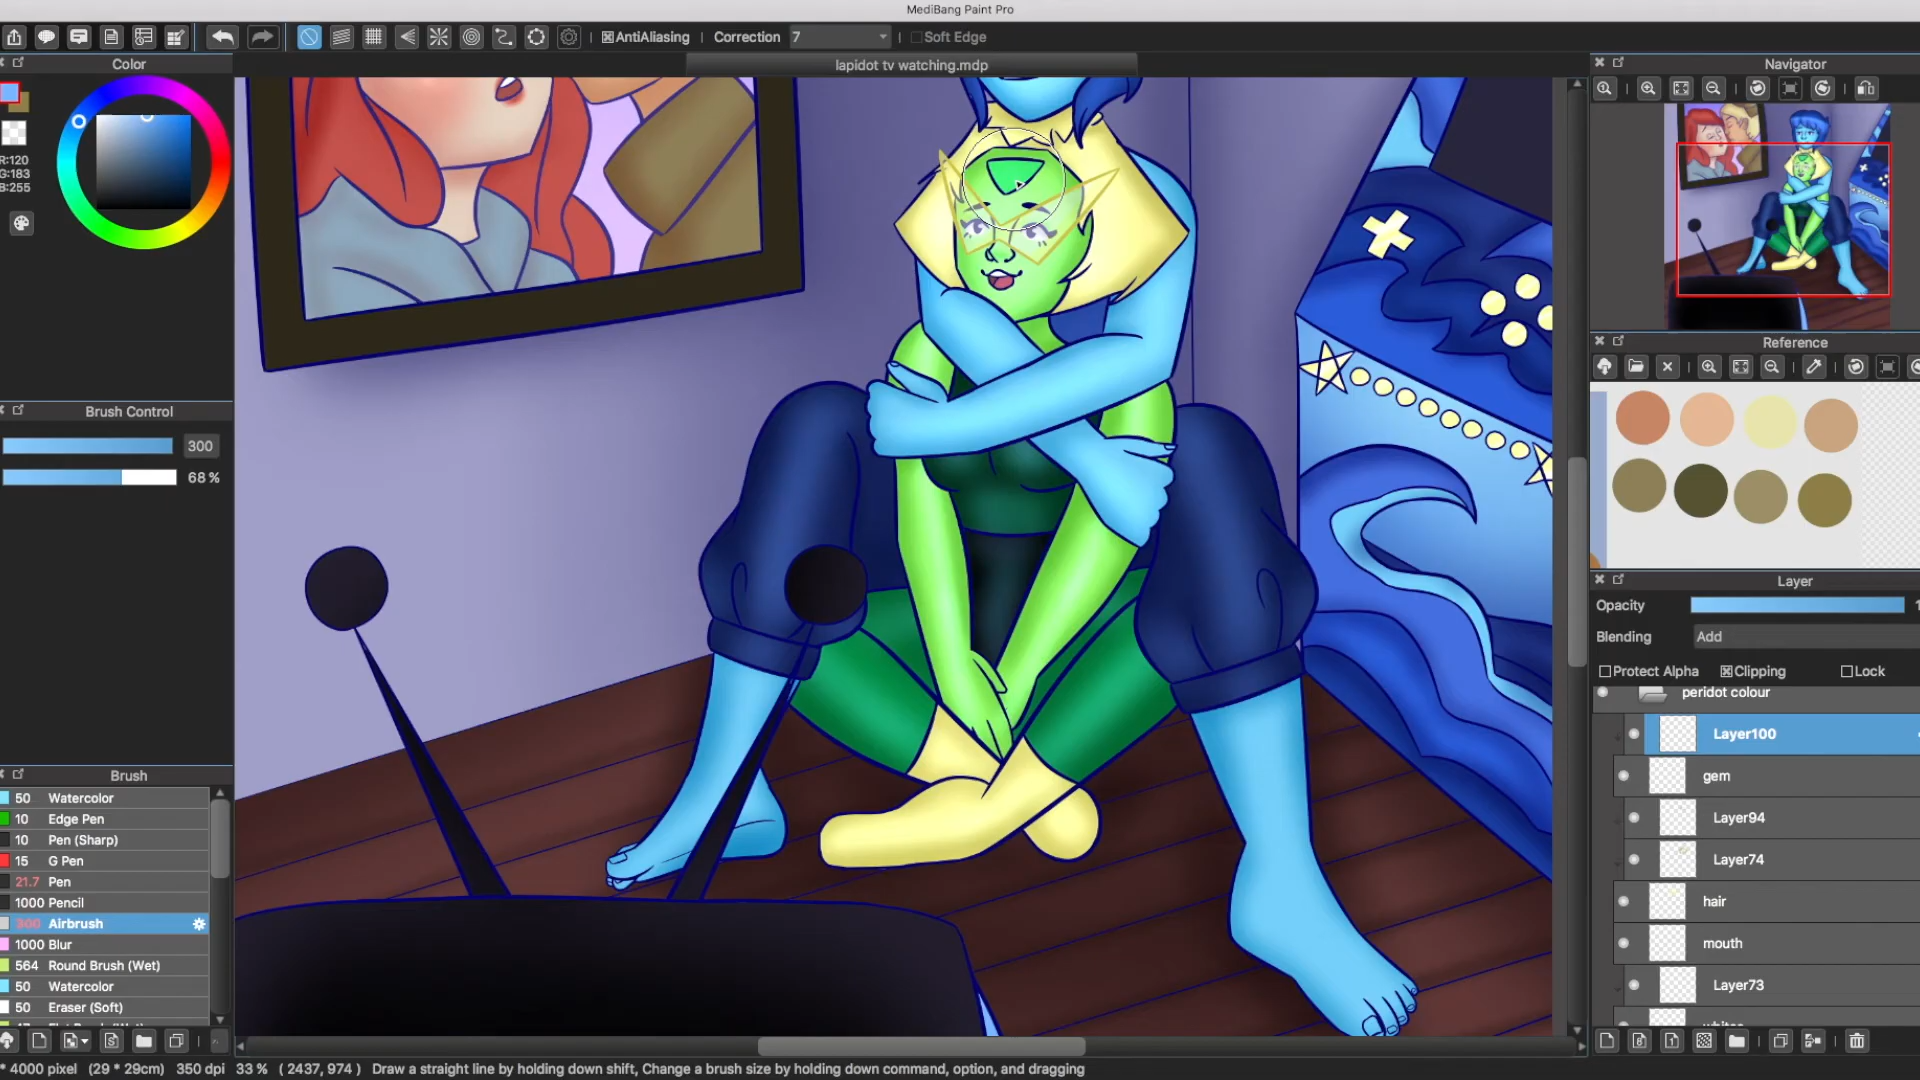 MediBang Paint Pro
AntiAliasing Correction 7 Soft Edge
Color
lapidot tv watching.mdp
Navigator
R:120
G:183
B:255
Reference
Brush Control
300
68 %
Layer
Opacity 1
Blending Add
Protect Alpha Clipping Lock
peridot colour
Layer100
gem
Layer94
Layer74
hair
mouth
Layer73
Brush
50 Watercolor
10 Edge Pen
10 Pen (Sharp)
15 G Pen
21.7 Pen
1000 Pencil
300 Airbrush
1000 Blur
564 Round Brush (Wet)
50 Watercolor
50 Eraser (Soft)
* 4000 pixel (29 * 29cm) 350 dpi 33 % ( 2437, 974 ) Draw a straight line by holding down shift, Change a brush size by holding down command, option, and dragging